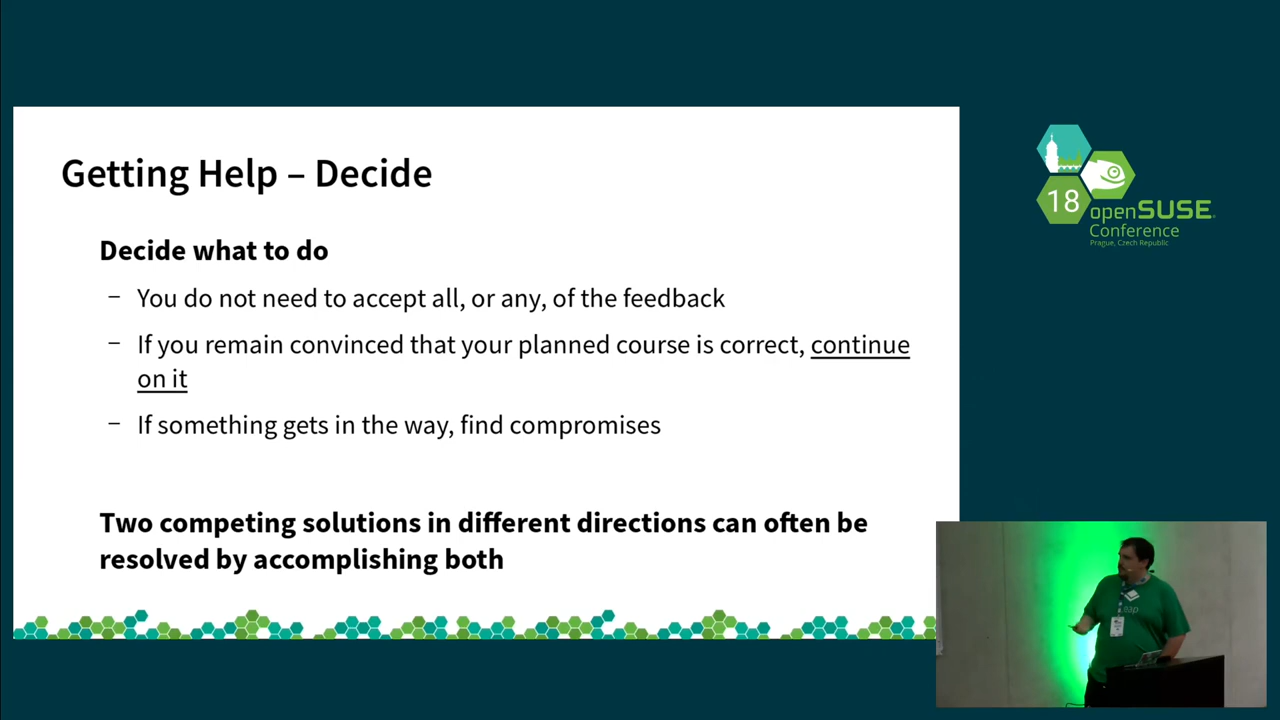 Getting Help – Decide
Decide what to do
– You do not need to accept all, or any, of the feedback
– If you remain convinced that your planned course is correct, continue
on it
– If something gets in the way, find compromises
Two competing solutions in different directions can often be
resolved by accomplishing both
18
openSUSE
Conference
Prague, Czech Republic